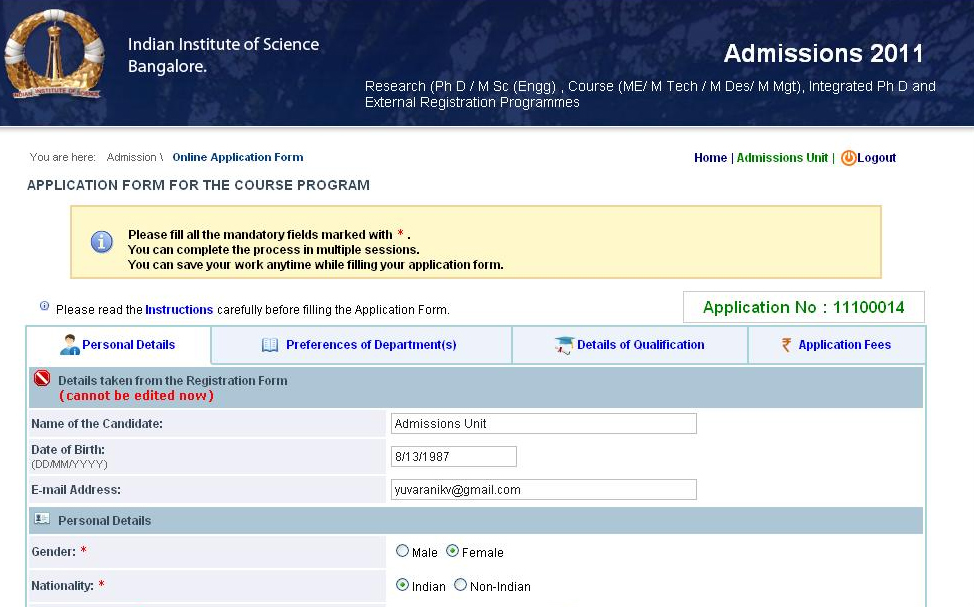 Indian Institute of Science
Bangalore.
INDIAN INSTITUTE OF SCIENCE
Admissions 2011
Research (Ph D / M Sc (Engg) , Course (ME/ M Tech / M Des/ M Mgt), Integrated Ph D and
External Registration Programmes
You are here: Admission \ Online Application Form
Home | Admissions Unit | Logout
APPLICATION FORM FOR THE COURSE PROGRAM
Please fill all the mandatory fields marked with * .
You can complete the process in multiple sessions.
You can save your work anytime while filling your application form.
Please read the Instructions carefully before filling the Application Form.
Application No : 11100014
Personal Details Preferences of Department(s) Details of Qualification ₹ Application Fees
Details taken from the Registration Form
(cannot be edited now)
Name of the Candidate: Admissions Unit
Date of Birth: 8/13/1987
(DD/MM/YYYY)
E-mail Address: yuvaranikv@gmail.com
Personal Details
Gender: * Male Female
Nationality: * Indian Non-Indian